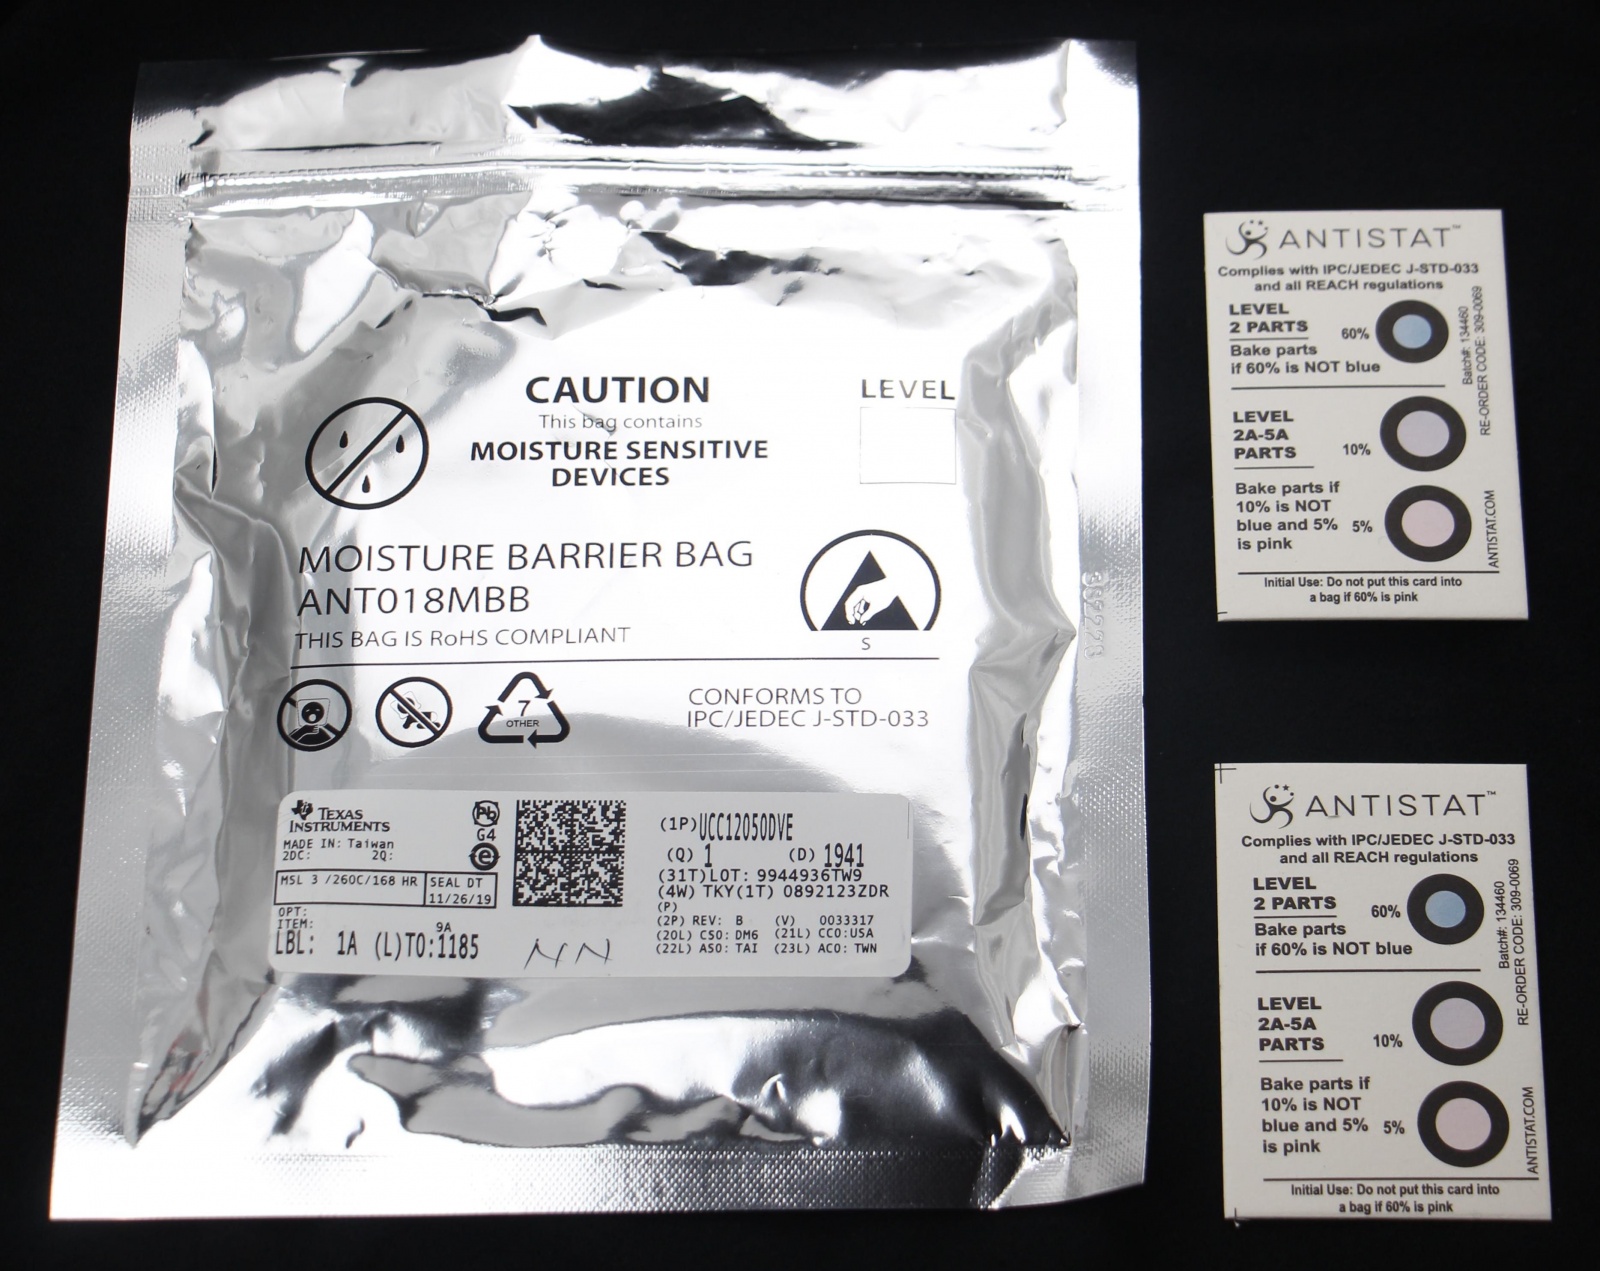 CAUTION
This bag contains
MOISTURE SENSITIVE
DEVICES
LEVEL
MOISTURE BARRIER BAG
ANT018MBB
THIS BAG IS RoHS COMPLIANT
S
7
OTHER
CONFORMS TO
IPC/JEDEC J-STD-033
TEXAS
INSTRUMENTS
MADE IN: Taiwan
2DC: 2Q:
MSL 3 /260C/168 HR
SEAL DT
11/26/19
OPT:
ITEM:
9A
LBL: 1A (L)TO:1185
Pb
G4
e
(1P)UCC12050DVE
(Q) 1 (D) 1941
(31T)LOT: 9944936TW9
(4W) TKY(1T) 0892123ZDR
(P)
(2P) REV: B (V) 0033317
(20L) CSO: DM6 (21L) CCO:USA
(22L) ASO: TAI (23L) ACO: TWN
NN
ANTISTAT™
Complies with IPC/JEDEC J-STD-033
and all REACH regulations
LEVEL
2 PARTS
60%
Bake parts
if 60% is NOT blue
LEVEL
2A-5A
PARTS
10%
Bake parts if
10% is NOT
blue and 5%
is pink
5%
Initial Use: Do not put this card into
a bag if 60% is pink
Batch#: 134460
RE-ORDER CODE: 309-0069
ANTISTAT.COM
ANTISTAT™
Complies with IPC/JEDEC J-STD-033
and all REACH regulations
LEVEL
2 PARTS
60%
Bake parts
if 60% is NOT blue
LEVEL
2A-5A
PARTS
10%
Bake parts if
10% is NOT
blue and 5%
is pink
5%
Initial Use: Do not put this card into
a bag if 60% is pink
Batch#: 134460
RE-ORDER CODE: 309-0069
ANTISTAT.COM